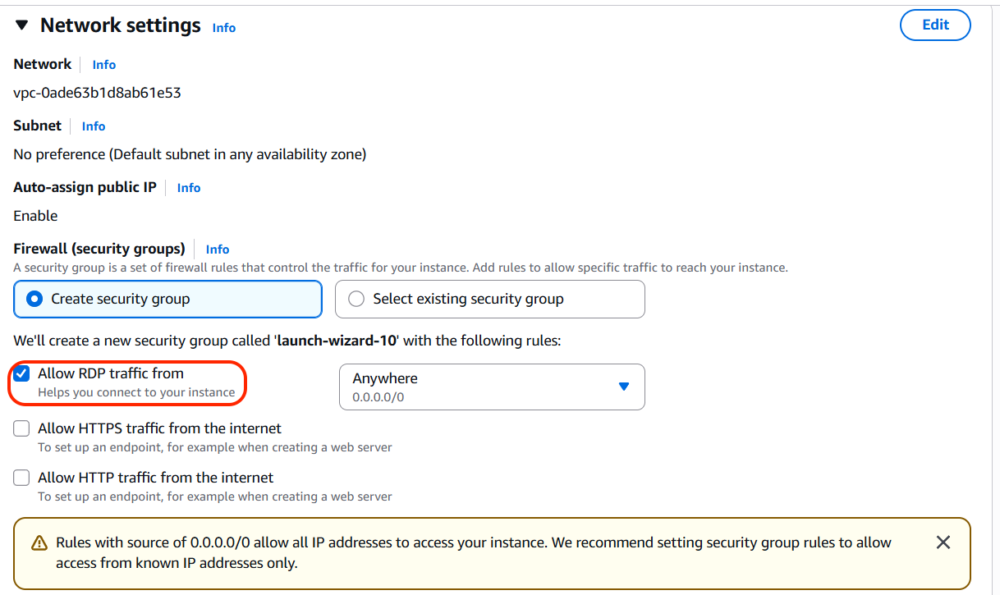 Network settings Info Edit
Network Info
vpc-0ade63b1d8ab61e53
Subnet Info
No preference (Default subnet in any availability zone)
Auto-assign public IP Info
Enable
Firewall (security groups) Info
A security group is a set of firewall rules that control the traffic for your instance. Add rules to allow specific traffic to reach your instance.
Create security group Select existing security group
We'll create a new security group called 'launch-wizard-10' with the following rules:
Allow RDP traffic from Anywhere
Helps you connect to your instance 0.0.0.0/0
Allow HTTPS traffic from the internet
To set up an endpoint, for example when creating a web server
Allow HTTP traffic from the internet
To set up an endpoint, for example when creating a web server
Rules with source of 0.0.0.0/0 allow all IP addresses to access your instance. We recommend setting security group rules to allow
access from known IP addresses only.